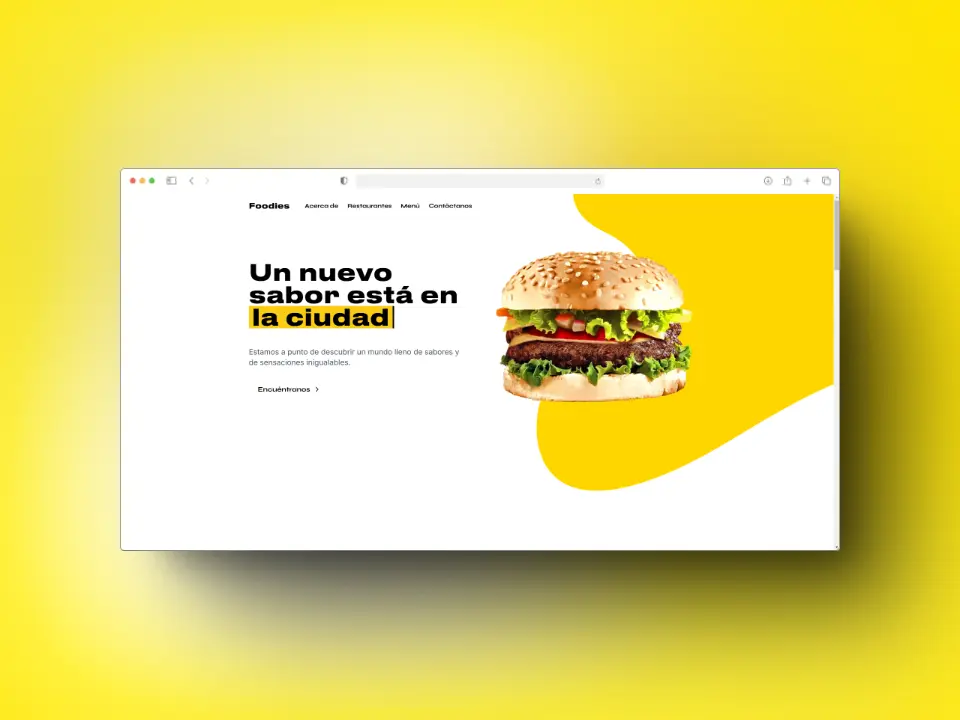 Foodies Acerca de Restaurantes Menú Contáctanos
Un nuevo
sabor está en
la ciudad
Estamos a punto de descubrir un mundo lleno de sabores y
de sensaciones inigualables.
Encuéntranos